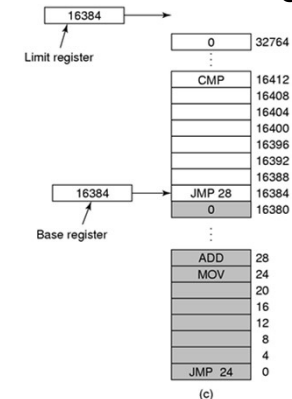 16384
Limit register
0 32764
⋮
CMP 16412
16408
16404
16400
16396
16392
16388
16384 JMP 28 16384
0 16380
Base register
⋮
ADD 28
MOV 24
20
16
12
8
4
JMP 24 0
(c)